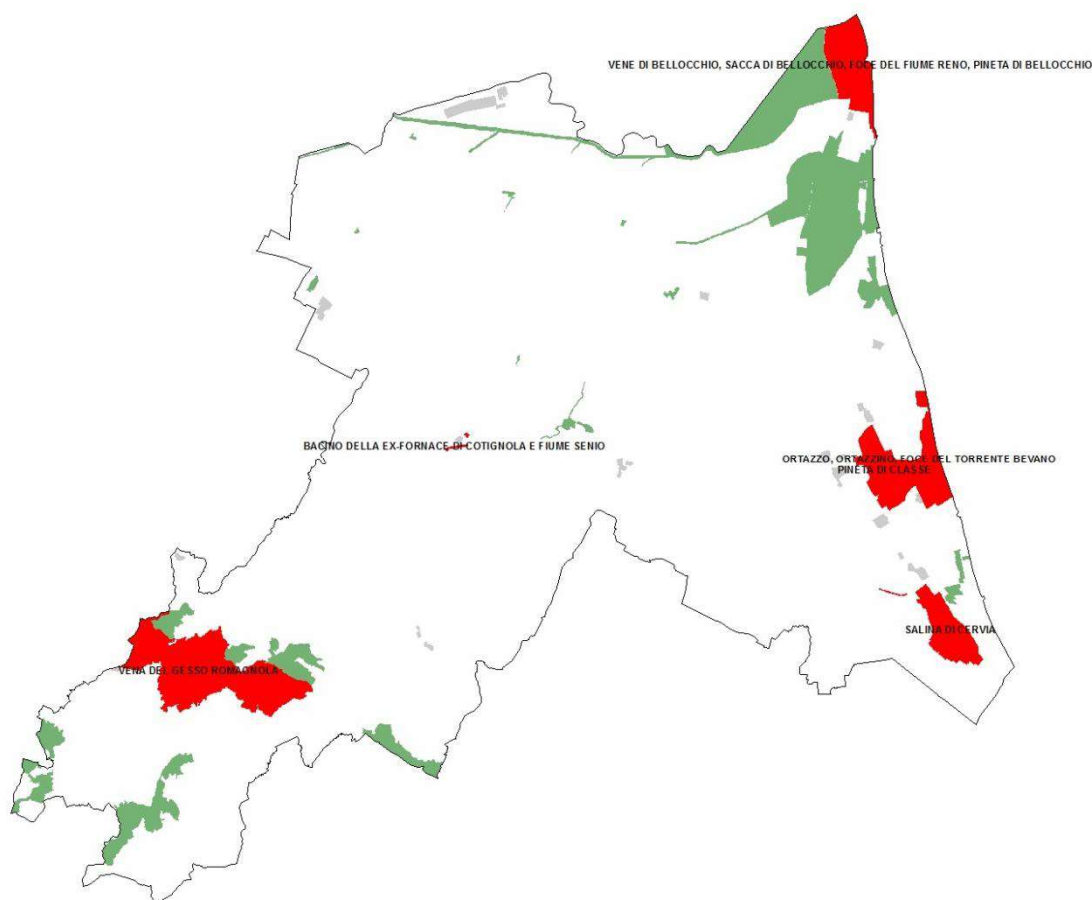 VENE DI BELLOCCHIO, SACCA DI BELLOCCHIO, FOCE DEL FIUME RENO, PINETA DI BELLOCCHIO
BACINO DELLA EX-FORNACE DI COTIGNOLA E FIUME SENIO
ORTAZZO, ORTAZZINO, FOCE DEL TORRENTE BEVANO
PINETA DI CLASSE
SALINA DI CERVIA
VENA DEL GESSO ROMAGNOLA